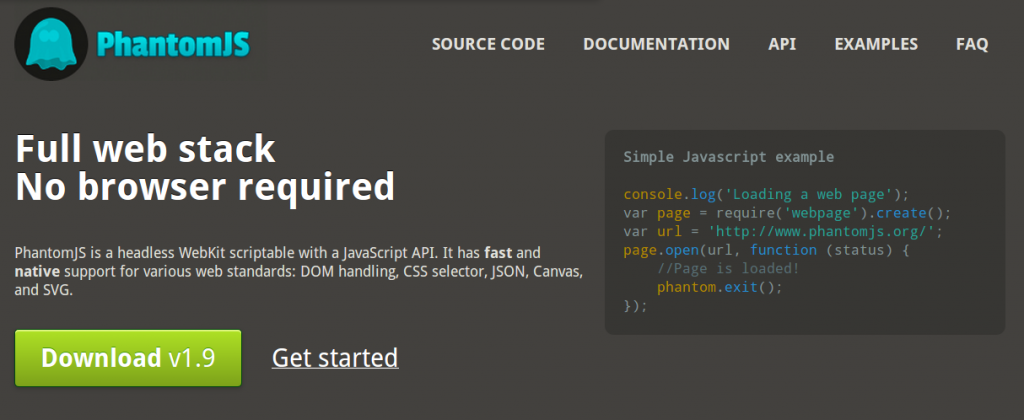 PhantomJS
SOURCE CODE DOCUMENTATION API EXAMPLES FAQ
Full web stack
No browser required
PhantomJS is a headless WebKit scriptable with a JavaScript API. It has fast and
native support for various web standards: DOM handling, CSS selector, JSON, Canvas,
and SVG.
Download v1.9
Get started
Simple Javascript example
console.log('Loading a web page');
var page = require('webpage').create();
var url = 'http://www.phantomjs.org/';
page.open(url, function (status) {
    //Page is loaded!
    phantom.exit();
});